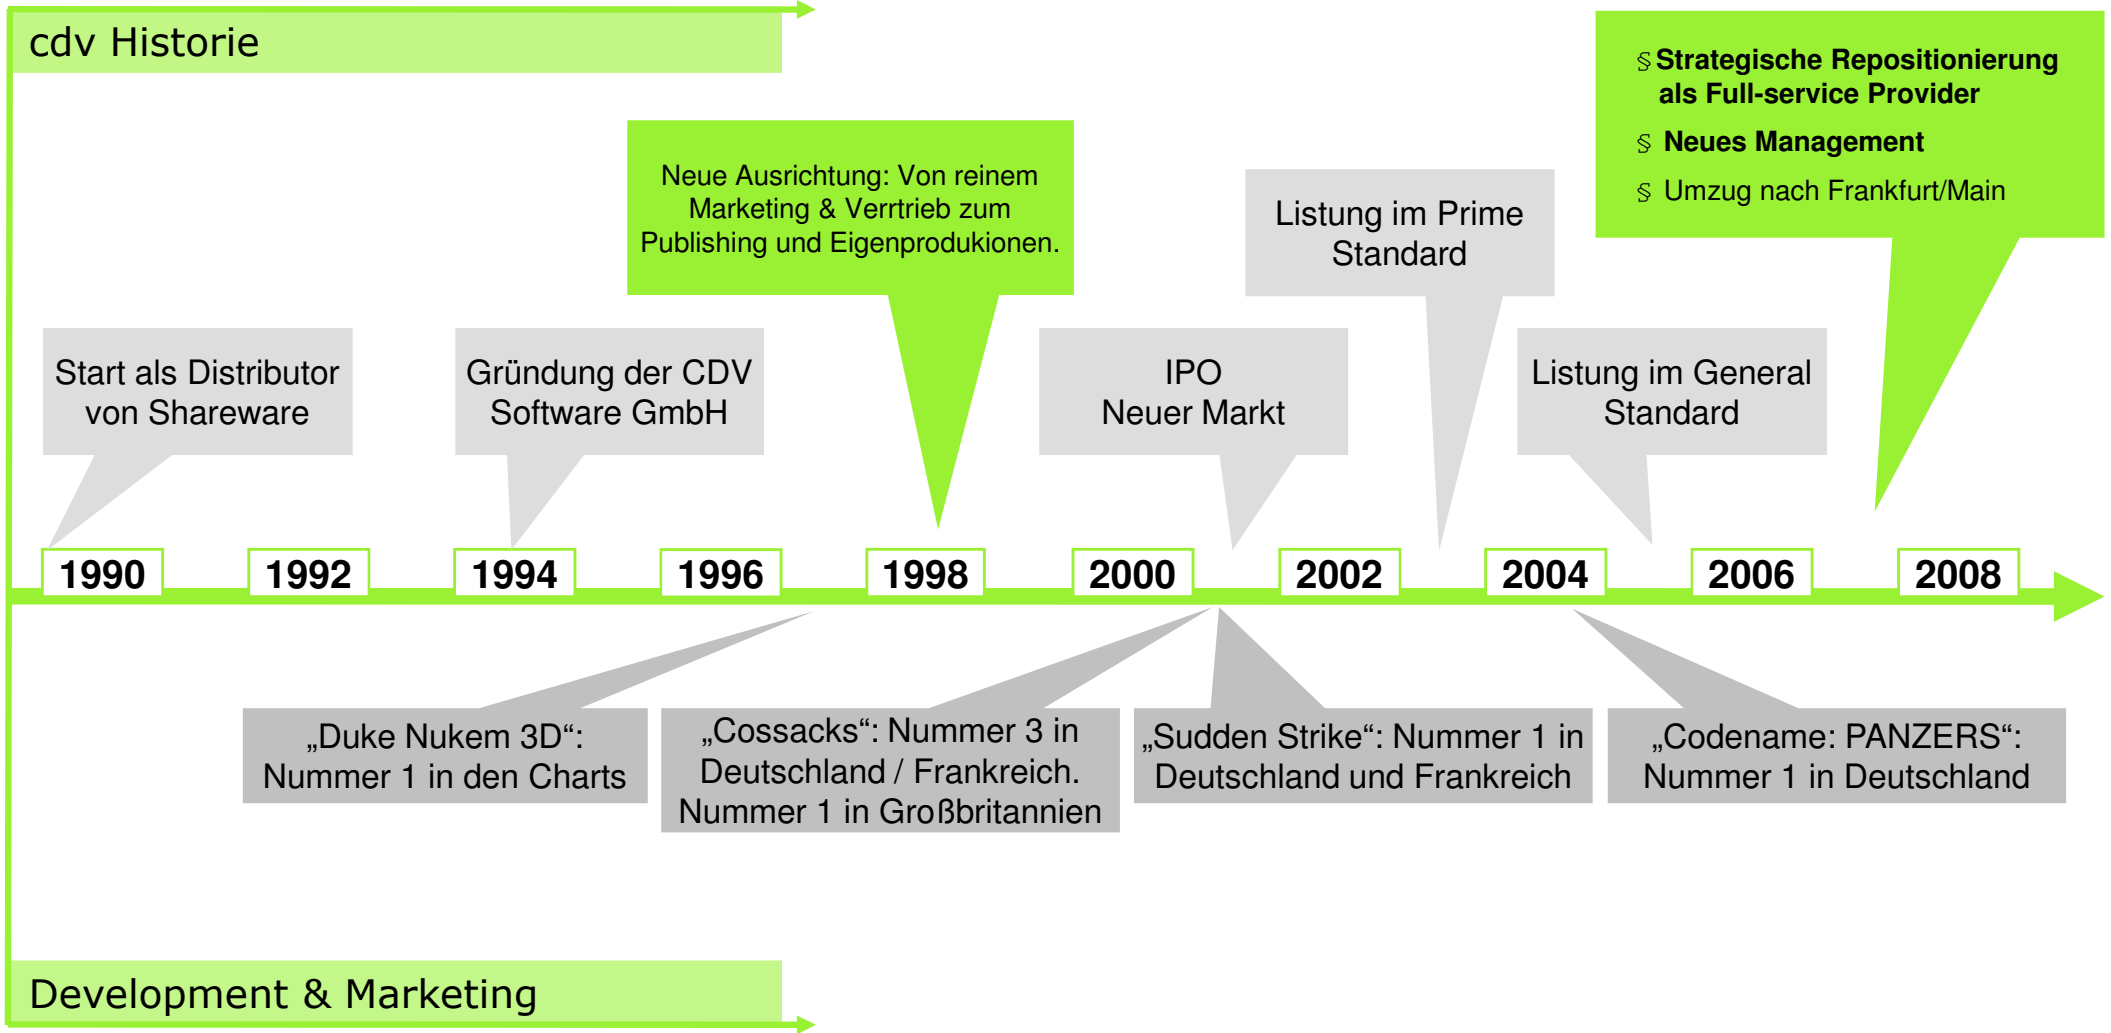 cdv Historie
§ Strategische Repositionierung
als Full-service Provider
§ Neues Management
§ Umzug nach Frankfurt/Main
Neue Ausrichtung: Von reinem
Marketing & Verrtrieb zum
Publishing und Eigenprodukionen.
Listung im Prime
Standard
Start als Distributor
von Shareware
Gründung der CDV
Software GmbH
IPO
Neuer Markt
Listung im General
Standard
1990 1992 1994 1996 1998 2000 2002 2004 2006 2008
„Duke Nukem 3D“:
Nummer 1 in den Charts
„Cossacks“: Nummer 3 in
Deutschland / Frankreich.
Nummer 1 in Großbritannien
„Sudden Strike“: Nummer 1 in
Deutschland und Frankreich
„Codename: PANZERS“:
Nummer 1 in Deutschland
Development & Marketing